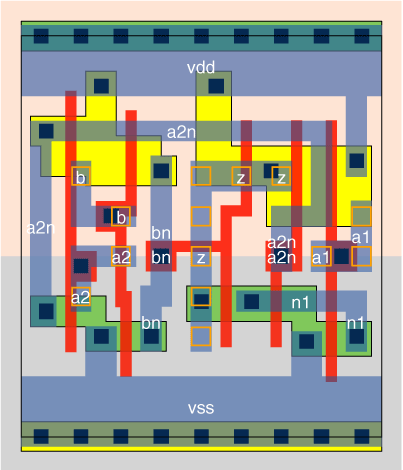 vdd
a2n
b z z
b
a2n bn a2n a1
a2 bn z a2n a1
a2 n1
bn n1
vss